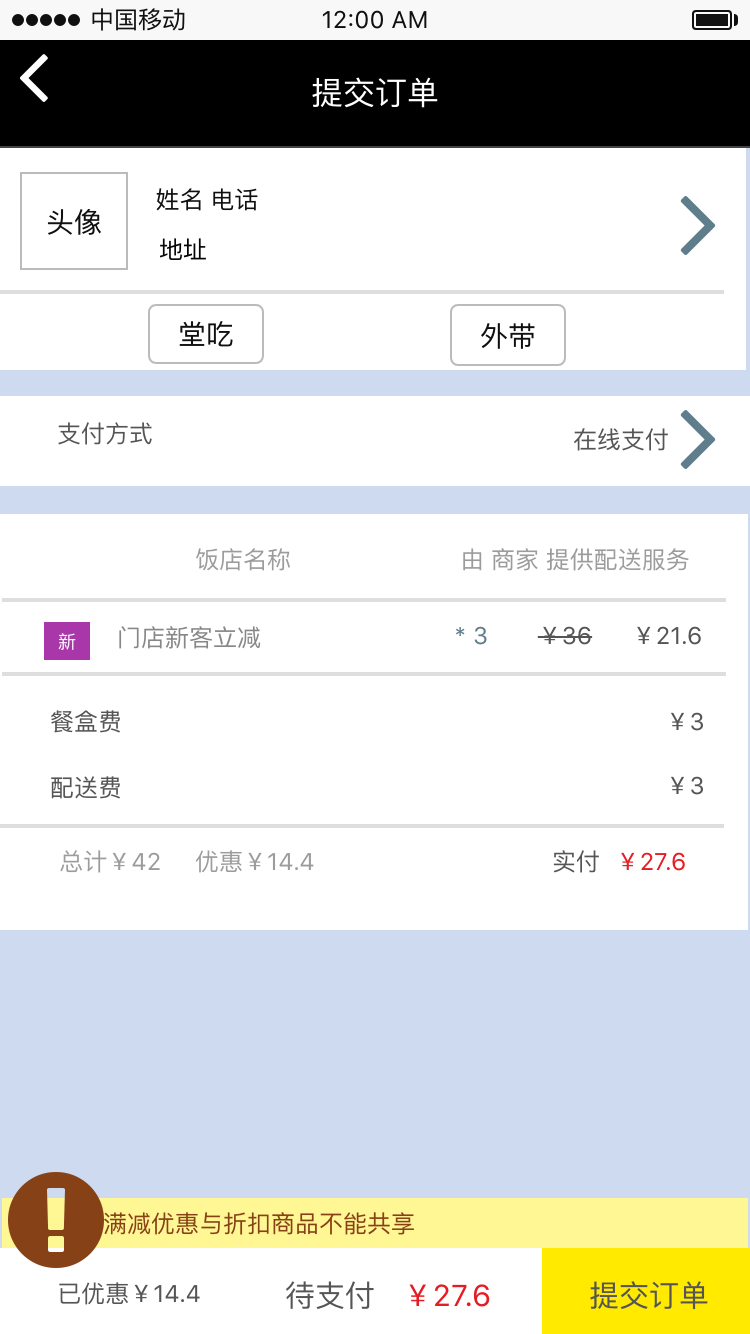 中国移动 12:00 AM
提交订单
头像
姓名 电话
地址
堂吃 外带
支付方式 在线支付
饭店名称 由 商家 提供配送服务
新 门店新客立减 * 3 ￥36 ￥21.6
餐盒费 ￥3
配送费 ￥3
总计￥42 优惠￥14.4 实付 ￥27.6
满减优惠与折扣商品不能共享
已优惠￥14.4 待支付 ￥27.6 提交订单